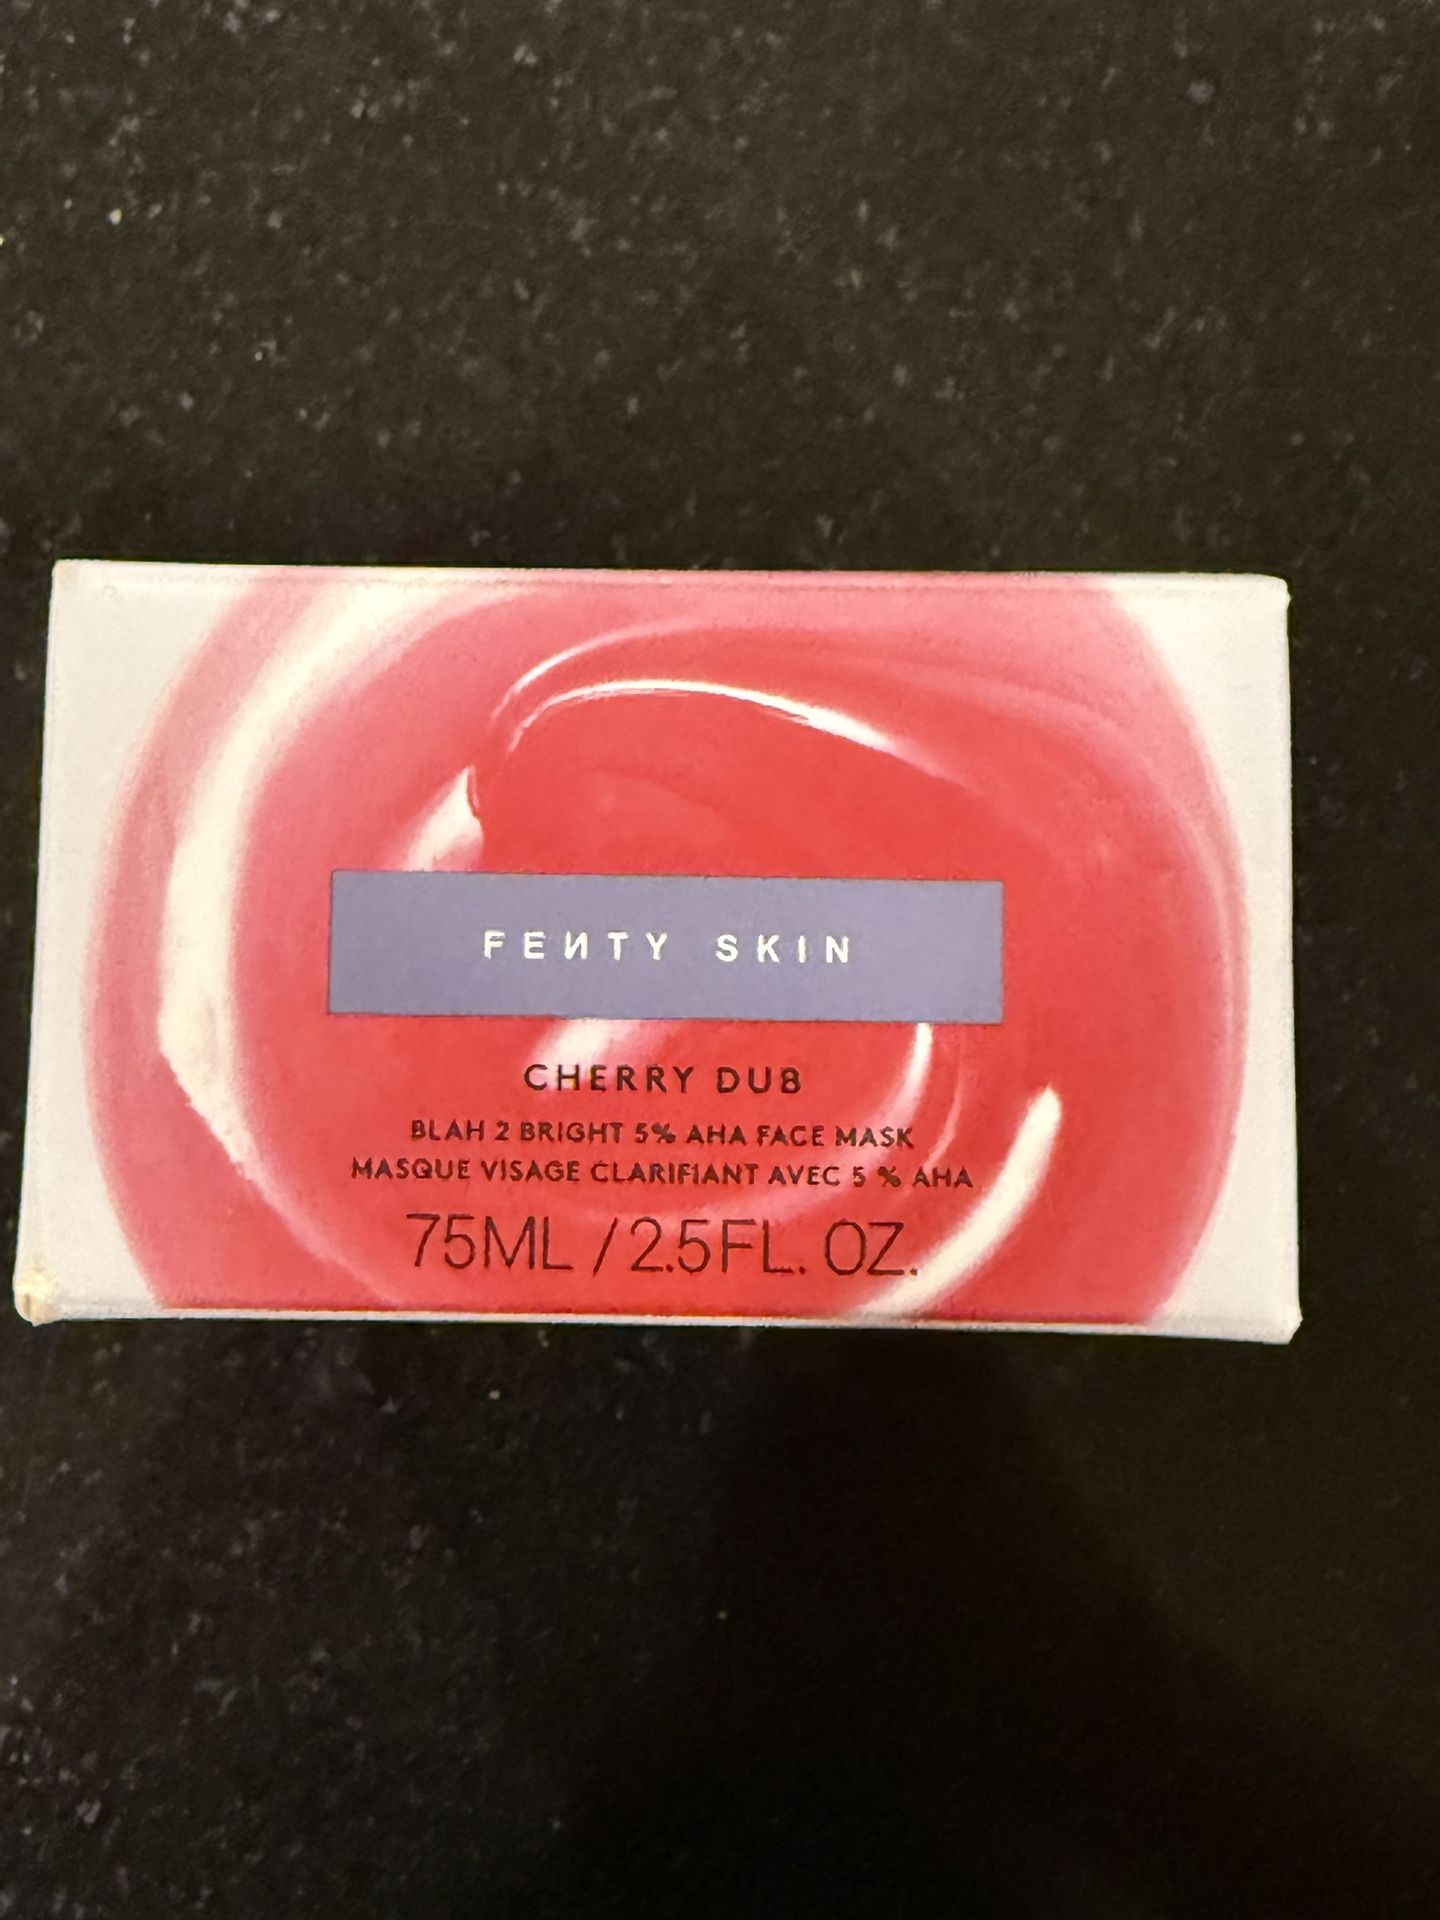 FEИTY SKIN
CHERRY DUB
BLAH 2 BRIGHT 5% AHA FACE MASK
MASQUE VISAGE CLARIFIANT AVEC 5 % AHA
75ML / 2.5FL. OZ.